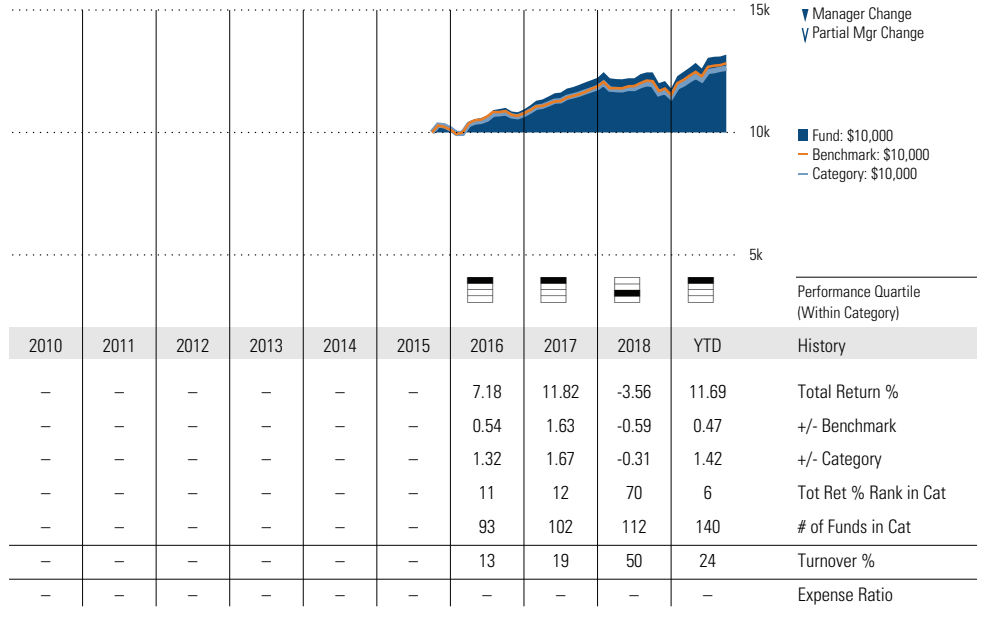 15k
Manager Change
Partial Mgr Change
10k
Fund: $10,000
Benchmark: $10,000
Category: $10,000
5k
Performance Quartile
(Within Category)
2010 2011 2012 2013 2014 2015 2016 2017 2018 YTD History
– – – – – – 7.18 11.82 -3.56 11.69 Total Return %
– – – – – – 0.54 1.63 -0.59 0.47 +/- Benchmark
– – – – – – 1.32 1.67 -0.31 1.42 +/- Category
– – – – – – 11 12 70 6 Tot Ret % Rank in Cat
– – – – – – 93 102 112 140 # of Funds in Cat
– – – – – – 13 19 50 24 Turnover %
– – – – – – – – – – Expense Ratio